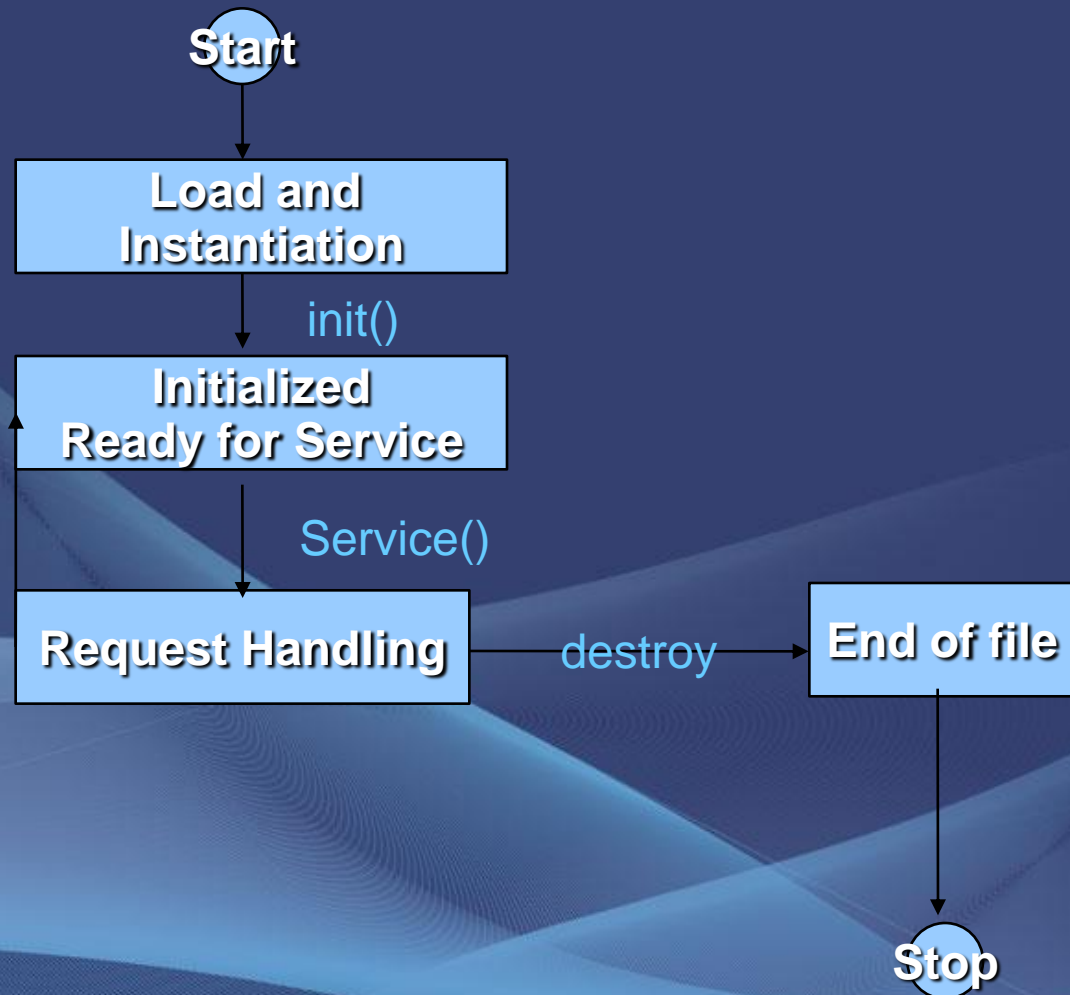 Start
Load and
Instantiation
init()
Initialized
Ready for Service
Service()
Request Handling
destroy
End of file
Stop